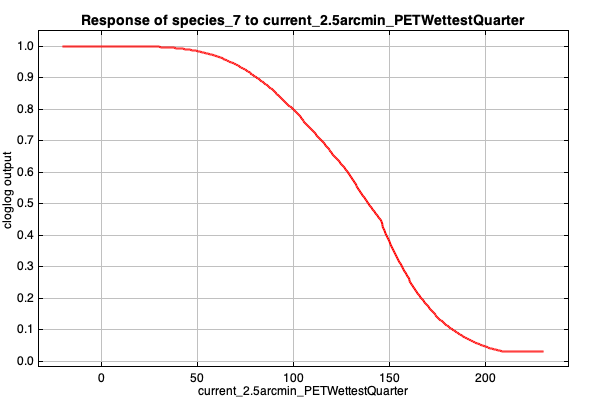 Response of species_7 to current_2.5arcmin_PETWettestQuarter
1.0
0.9
0.8
0.7
0.6
0.5
0.4
0.3
0.2
0.1
0.0
cloglog output
0 50 100 150 200
current_2.5arcmin_PETWettestQuarter